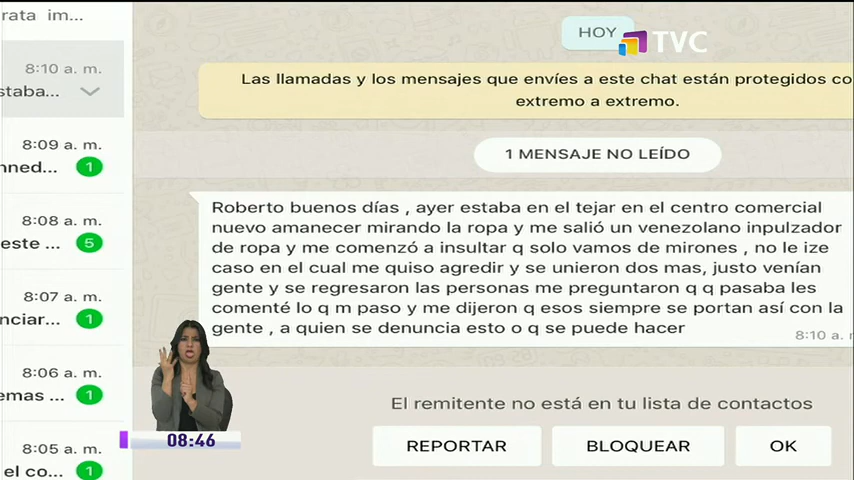 rata im...
8:10 a. m.
staba...
8:09 a. m.
nned...
1
8:08 a. m.
este ...
5
8:07 a. m.
nciar...
1
8:06 a. m.
emas ...
1
8:05 a. m.
el co...
1
HOY
TVC
Las llamadas y los mensajes que envíes a este chat están protegidos co
extremo a extremo.
1 MENSAJE NO LEÍDO
Roberto buenos días , ayer estaba en el tejar en el centro comercial
nuevo amanecer mirando la ropa y me salió un venezolano inpulzador
de ropa y me comenzó a insultar q solo vamos de mirones , no le ize
caso en el cual me quiso agredir y se unieron dos mas, justo venían
gente y se regresaron las personas me preguntaron q q pasaba les
comenté lo q m paso y me dijeron q esos siempre se portan así con la
gente , a quien se denuncia esto o q se puede hacer
8:10 a. m
El remitente no está en tu lista de contactos
REPORTAR
BLOQUEAR
OK
08:46